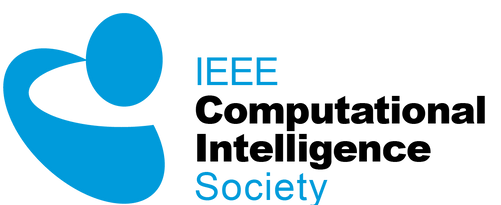 IEEE
Computational
Intelligence
Society